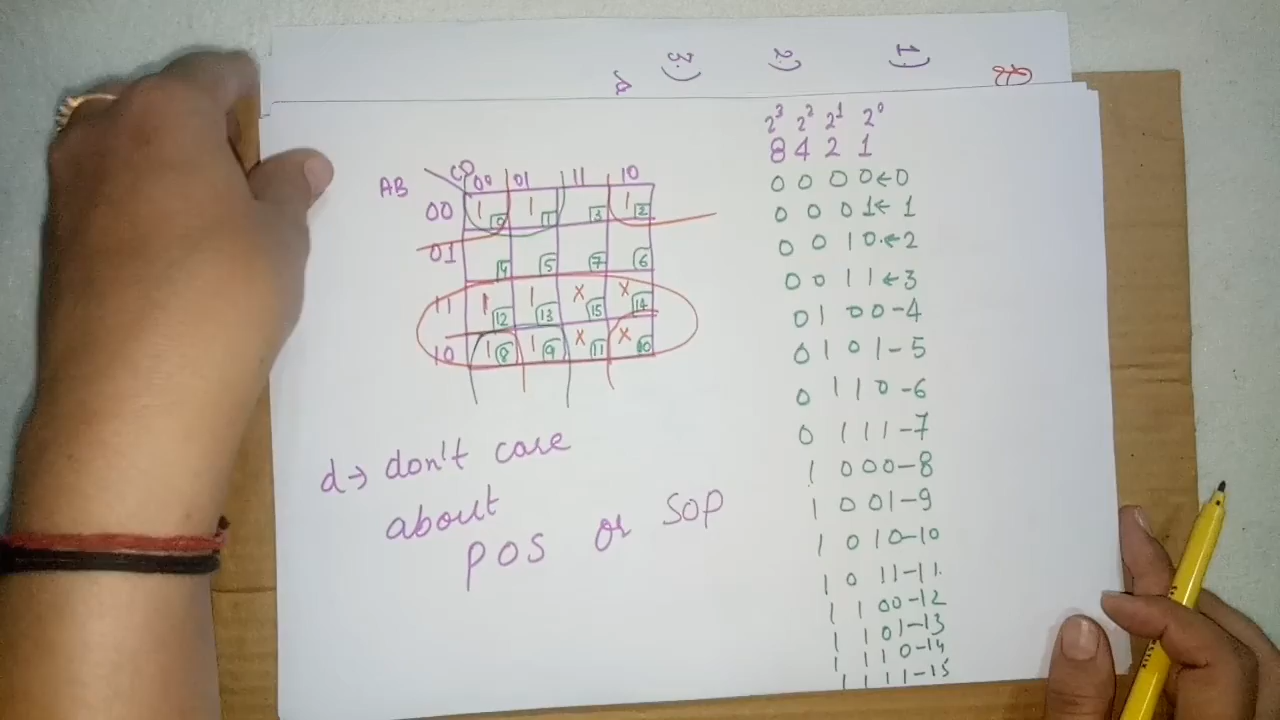 1.)
2.)
3.)
AB CD 00 01 11 10
00 1 0 1 1 3 1 2
01 4 5 7 6
11 1 12 1 13 X 15 X 14
10 1 8 1 9 X 11 X 10
d → don't care
about
POS or SOP
2³ 2² 2¹ 2⁰
8 4 2 1
0 0 0 0 ← 0
0 0 0 1 ← 1
0 0 1 0 ← 2
0 0 1 1 ← 3
0 1 0 0 - 4
0 1 0 1 - 5
0 1 1 0 - 6
0 1 1 1 - 7
1 0 0 0 - 8
1 0 0 1 - 9
1 0 1 0 - 10
1 0 1 1 - 11
1 1 0 0 - 12
1 1 0 1 - 13
1 1 1 0 - 14
1 1 1 1 - 15